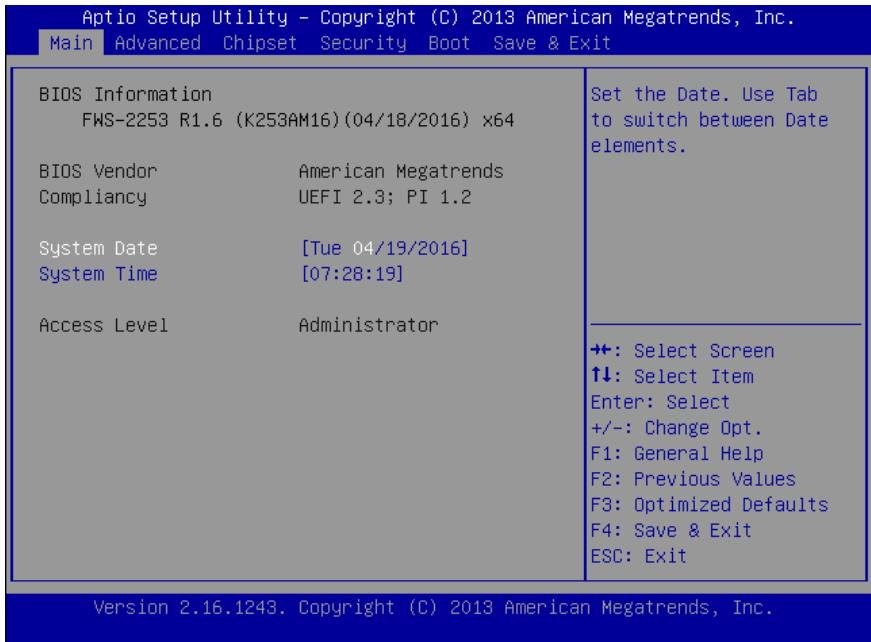 Aptio Setup Utility – Copyright (C) 2013 American Megatrends, Inc.
Main Advanced Chipset Security Boot Save & Exit
BIOS Information
FWS-2253 R1.6 (K253AM16)(04/18/2016) x64
BIOS Vendor American Megatrends
Compliancy UEFI 2.3; PI 1.2
System Date [Tue 04/19/2016]
System Time [07:28:19]
Access Level Administrator
Set the Date. Use Tab
to switch between Date
elements.
→←: Select Screen
↑↓: Select Item
Enter: Select
+/-: Change Opt.
F1: General Help
F2: Previous Values
F3: Optimized Defaults
F4: Save & Exit
ESC: Exit
Version 2.16.1243. Copyright (C) 2013 American Megatrends, Inc.